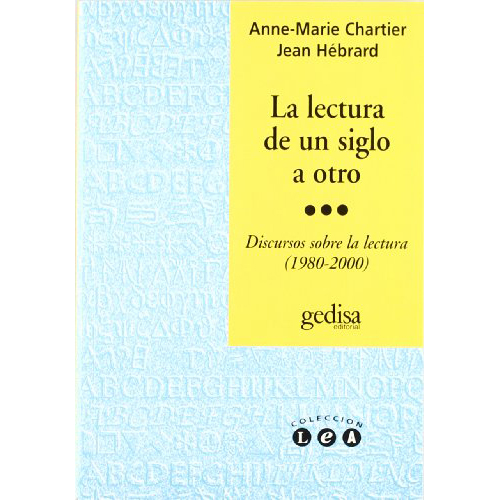 Anne-Marie Chartier
Jean Hébrard
La lectura
de un siglo
a otro
Discursos sobre la lectura
(1980-2000)
gedisa
editorial
COLECCION
LeA